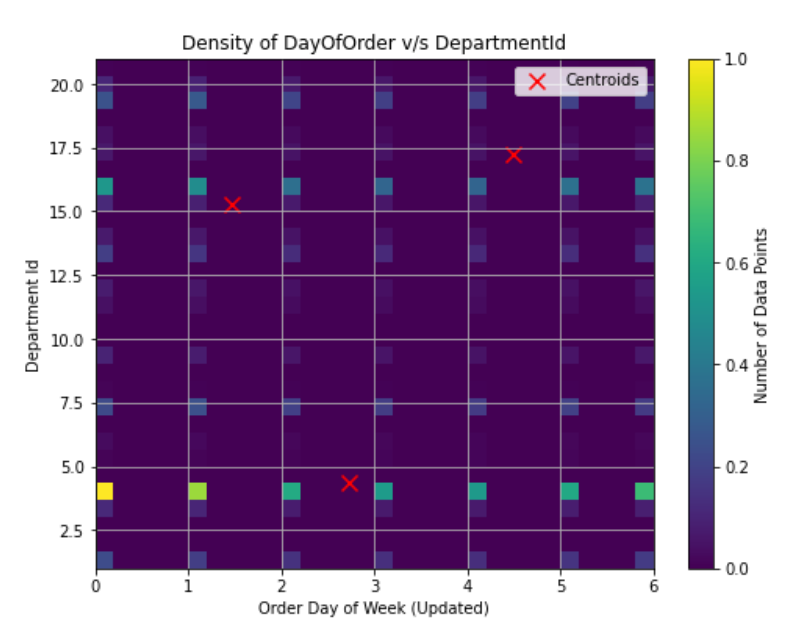 Density of DayOfOrder v/s DepartmentId
Centroids
20.0
17.5
15.0
12.5
10.0
7.5
5.0
2.5
Department Id
0 1 2 3 4 5 6
Order Day of Week (Updated)
1.0
0.8
0.6
0.4
0.2
0.0
Number of Data Points